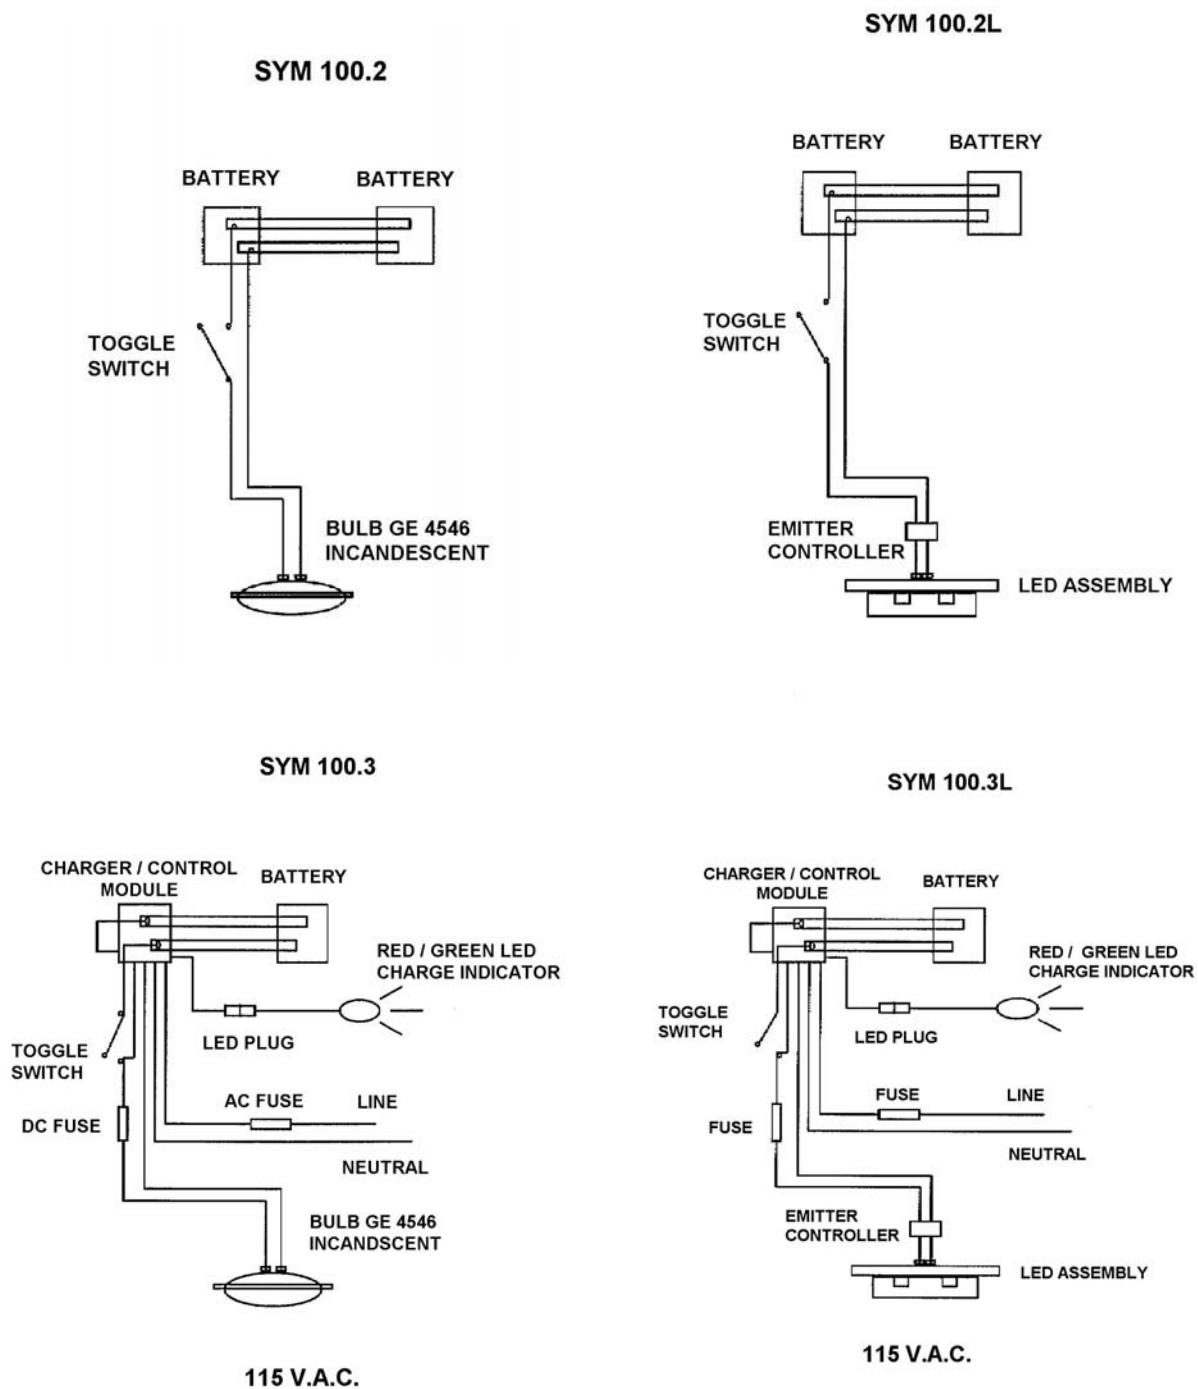 SYM 100.2
BATTERY
BATTERY
TOGGLE
SWITCH
BULB GE 4546
INCANDESCENT
SYM 100.2L
BATTERY
BATTERY
TOGGLE
SWITCH
EMITTER
CONTROLLER
LED ASSEMBLY
SYM 100.3
CHARGER / CONTROL
MODULE
BATTERY
RED / GREEN LED
CHARGE INDICATOR
LED PLUG
TOGGLE
SWITCH
AC FUSE
LINE
DC FUSE
NEUTRAL
BULB GE 4546
INCANDSCENT
115 V.A.C.
SYM 100.3L
CHARGER / CONTROL
MODULE
BATTERY
RED / GREEN LED
CHARGE INDICATOR
TOGGLE
SWITCH
LED PLUG
FUSE
LINE
FUSE
NEUTRAL
EMITTER
CONTROLLER
LED ASSEMBLY
115 V.A.C.